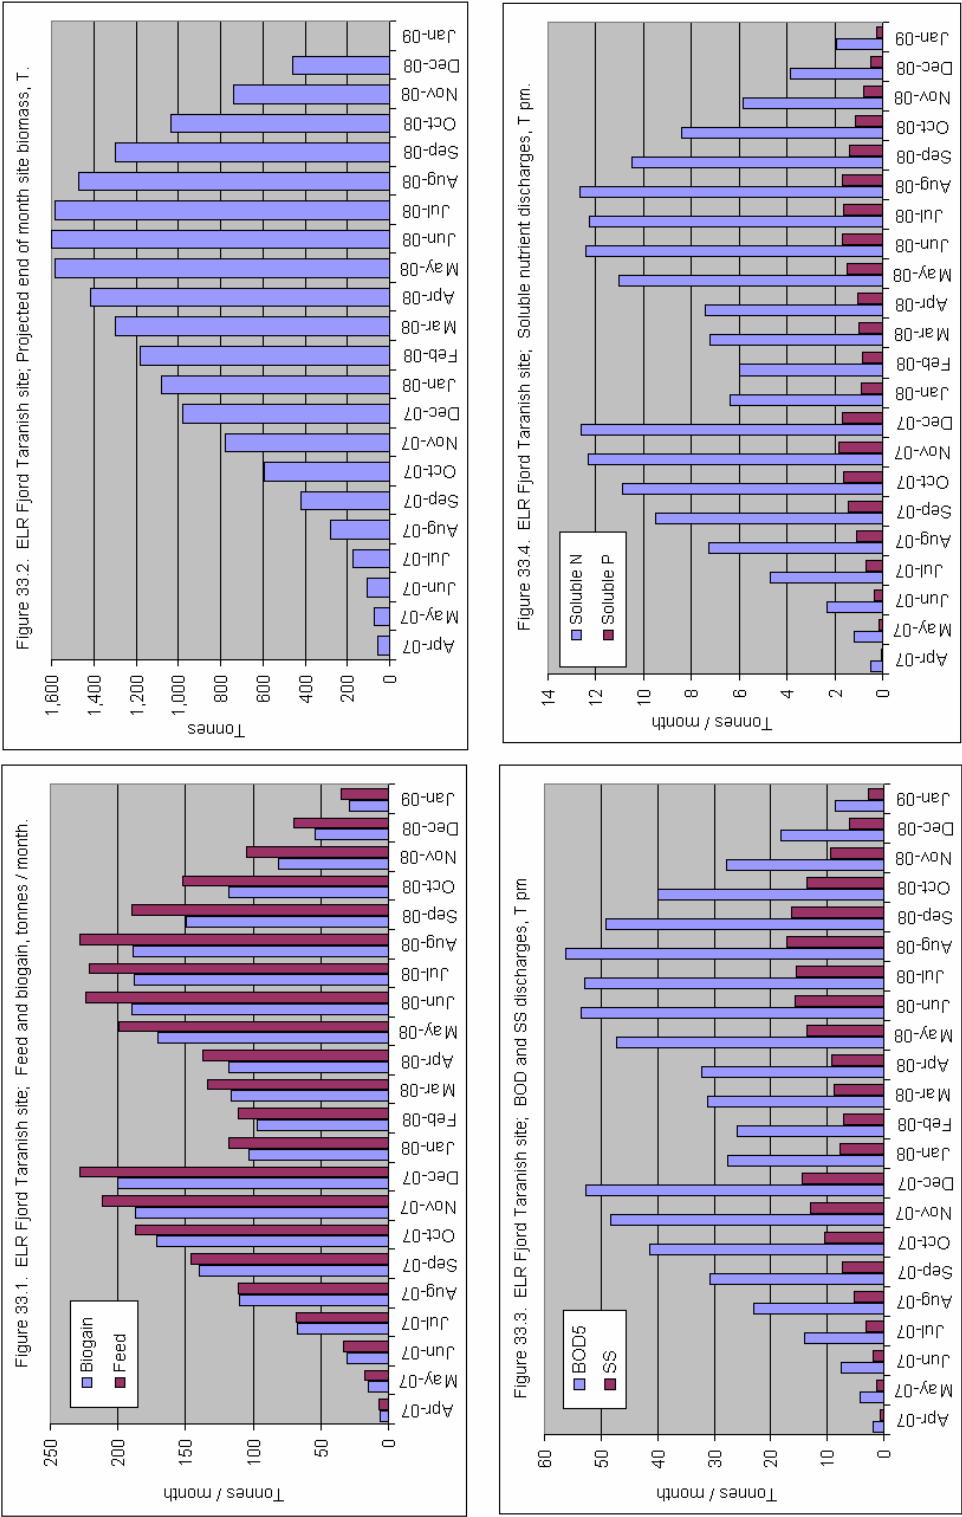 Figure 33.1. ELR Fjord Taranish site; Feed and biogain, tonnes / month.
Tonnes / month
250
200
150
100
50
0
Biogain
Feed
Apr-07
May-07
Jun-07
Jul-07
Aug-07
Sep-07
Oct-07
Nov-07
Dec-07
Jan-08
Feb-08
Mar-08
Apr-08
May-08
Jun-08
Jul-08
Aug-08
Sep-08
Oct-08
Nov-08
Dec-08
Jan-09
Figure 33.2. ELR Fjord Taranish site; Projected end of month site biomass, T.
Tonnes
1,600
1,400
1,200
1,000
800
600
400
200
0
Apr-07
May-07
Jun-07
Jul-07
Aug-07
Sep-07
Oct-07
Nov-07
Dec-07
Jan-08
Feb-08
Mar-08
Apr-08
May-08
Jun-08
Jul-08
Aug-08
Sep-08
Oct-08
Nov-08
Dec-08
Jan-09
Figure 33.3. ELR Fjord Taranish site; BOD and SS discharges, T pm
Tonnes / month
60
50
40
30
20
10
0
BOD5
SS
Apr-07
May-07
Jun-07
Jul-07
Aug-07
Sep-07
Oct-07
Nov-07
Dec-07
Jan-08
Feb-08
Mar-08
Apr-08
May-08
Jun-08
Jul-08
Aug-08
Sep-08
Oct-08
Nov-08
Dec-08
Jan-09
Figure 33.4. ELR Fjord Taranish site; Soluble nutrient discharges, T pm.
Tonnes / month
14
12
10
8
6
4
2
0
Soluble N
Soluble P
Apr-07
May-07
Jun-07
Jul-07
Aug-07
Sep-07
Oct-07
Nov-07
Dec-07
Jan-08
Feb-08
Mar-08
Apr-08
May-08
Jun-08
Jul-08
Aug-08
Sep-08
Oct-08
Nov-08
Dec-08
Jan-09